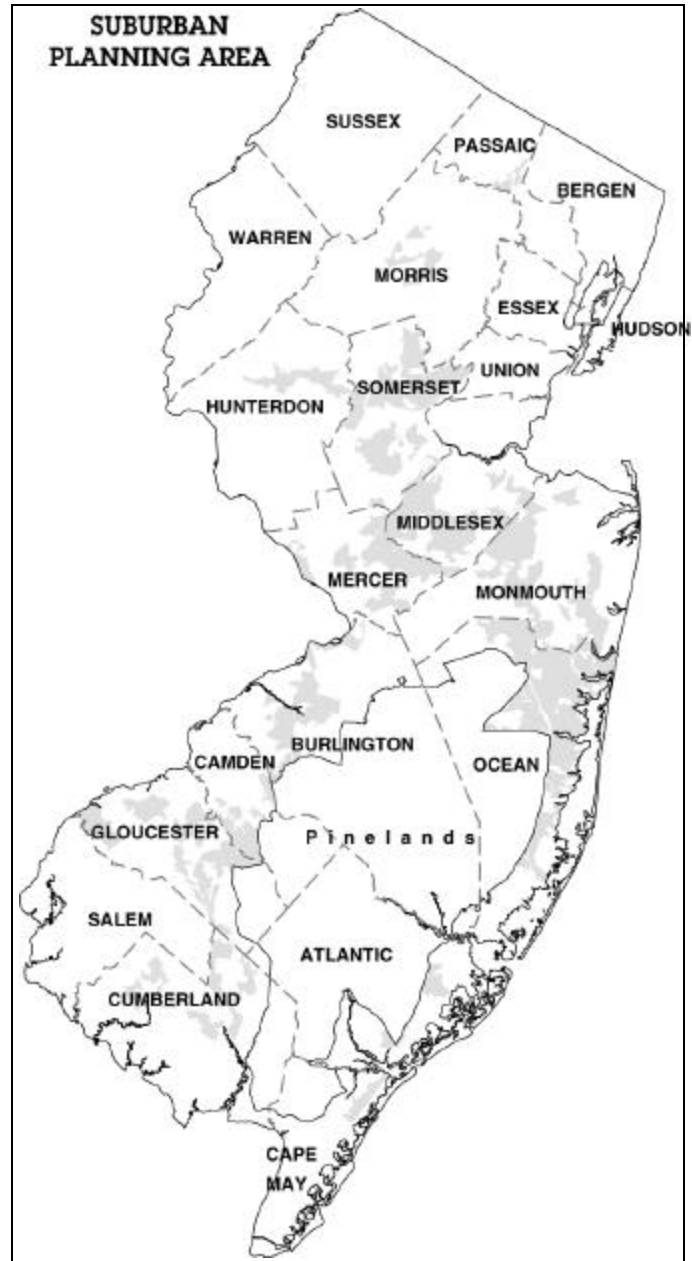 SUBURBAN
PLANNING AREA
SUSSEX
PASSAIC
BERGEN
WARREN
MORRIS
ESSEX
HUDSON
UNION
SOMERSET
HUNTERDON
MIDDLESEX
MERCER
MONMOUTH
BURLINGTON
CAMDEN
OCEAN
GLOUCESTER
Pinelands
SALEM
ATLANTIC
CUMBERLAND
CAPE
MAY